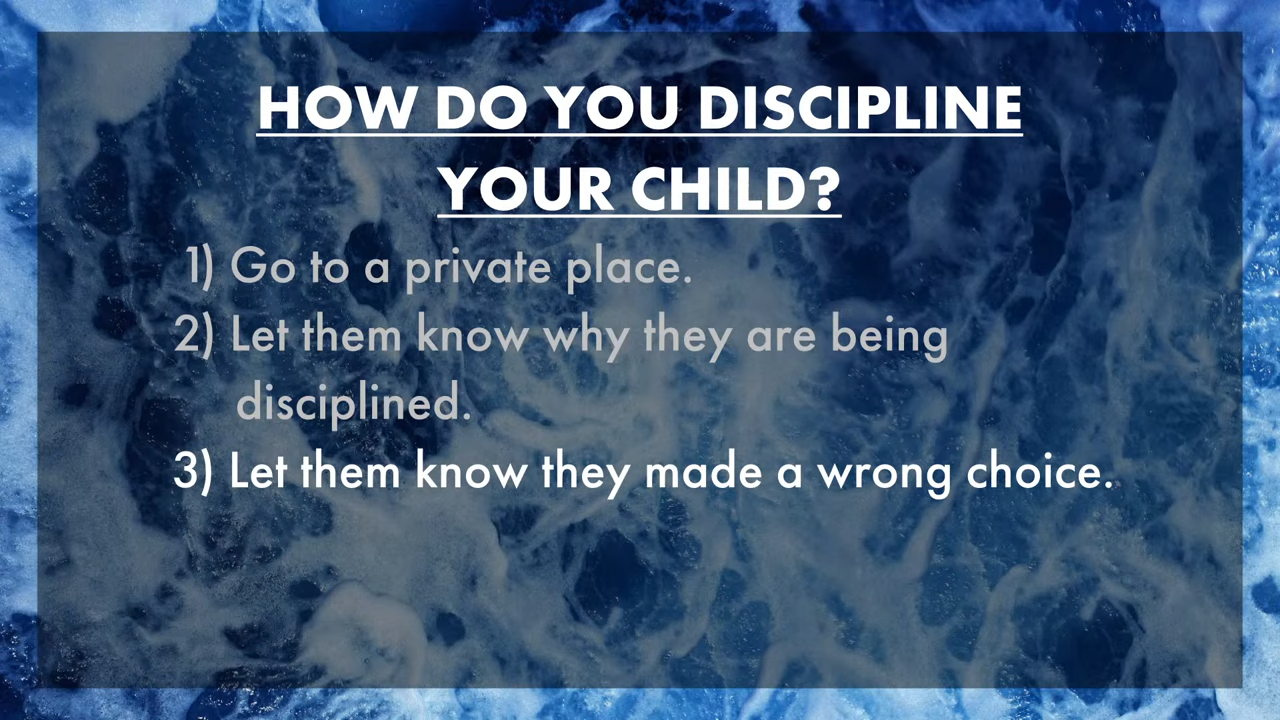 HOW DO YOU DISCIPLINE
YOUR CHILD?
1) Go to a private place.
2) Let them know why they are being
disciplined.
3) Let them know they made a wrong choice.